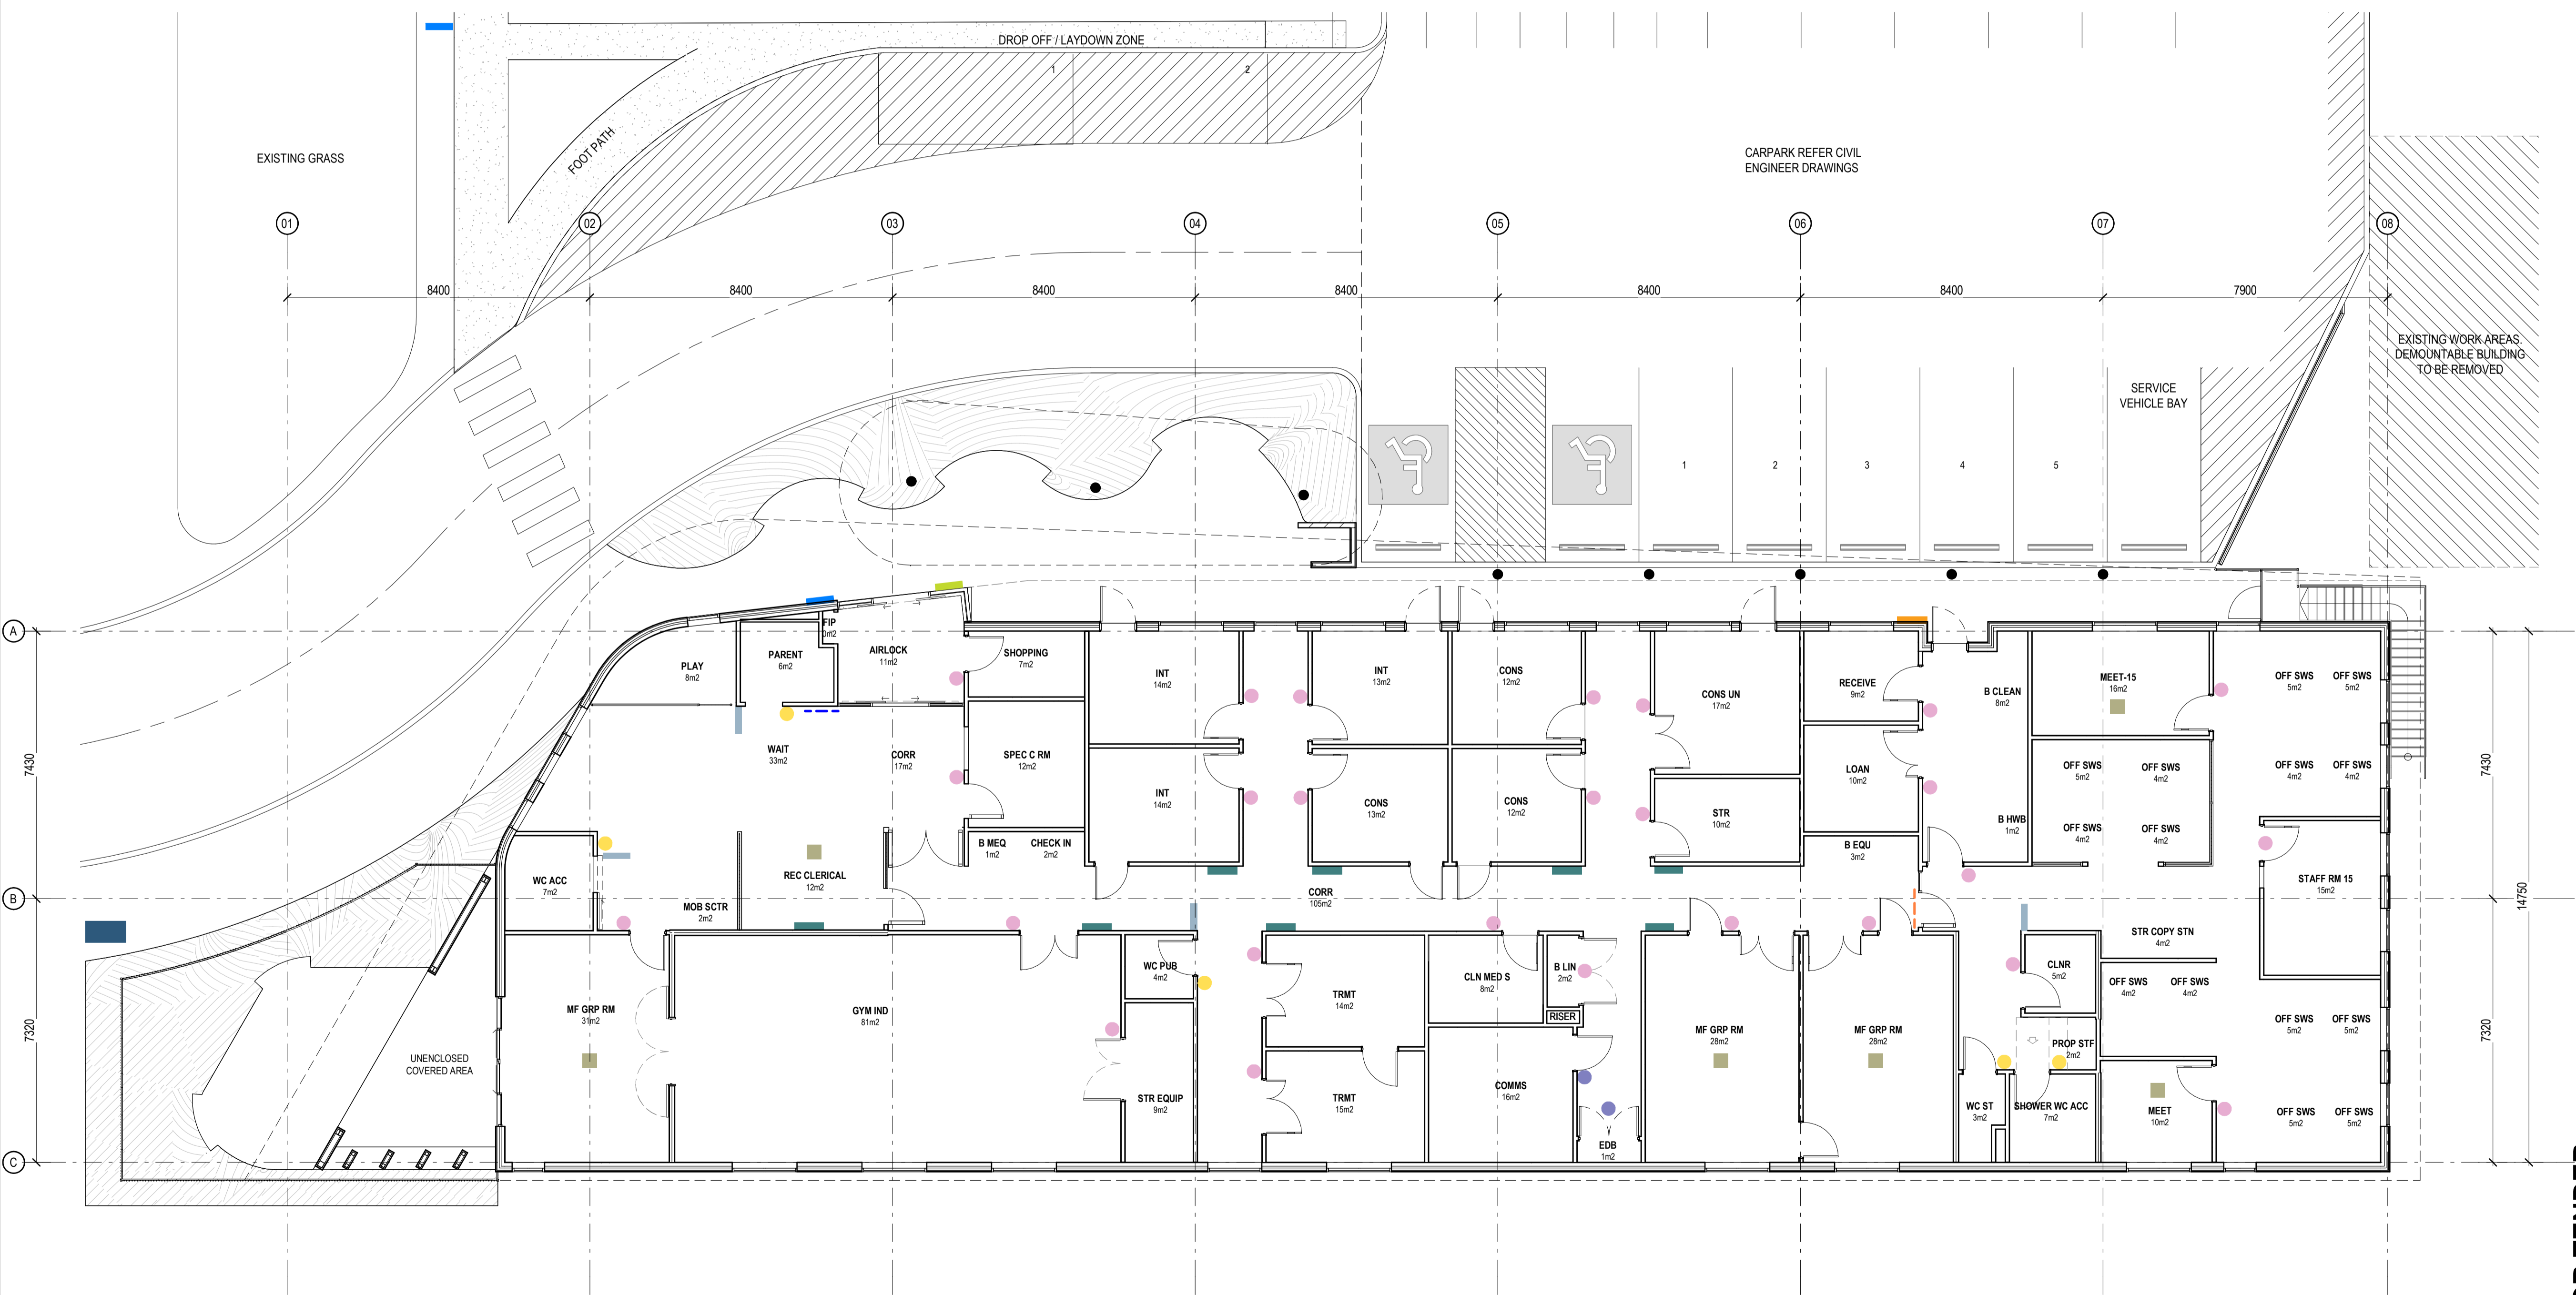 DROP OFF / LAYDOWN ZONE
1
2
FOOT PATH
EXISTING GRASS
CARPARK REFER CIVIL
ENGINEER DRAWINGS
01
02
03
04
05
06
07
08
8400
8400
8400
8400
8400
8400
7900
EXISTING WORK AREAS.
DEMOUNTABLE BUILDING
TO BE REMOVED
SERVICE
VEHICLE BAY
1
2
3
4
5
A
B
C
7430
7320
7430
7320
14750
FIP
0m2
AIRLOCK
11m2
PARENT
6m2
PLAY
8m2
SHOPPING
7m2
INT
14m2
INT
13m2
CONS
12m2
CONS UN
17m2
RECEIVE
9m2
B CLEAN
8m2
MEET-15
16m2
OFF SWS
5m2
OFF SWS
5m2
WAIT
33m2
CORR
17m2
SPEC C RM
12m2
INT
14m2
CONS
13m2
CONS
12m2
STR
10m2
LOAN
10m2
B HWB
1m2
OFF SWS
5m2
OFF SWS
4m2
OFF SWS
4m2
OFF SWS
4m2
OFF SWS
4m2
OFF SWS
4m2
B MEQ
1m2
CHECK IN
2m2
B EQU
3m2
WC ACC
7m2
REC CLERICAL
12m2
MOB SCTR
2m2
CORR
105m2
STAFF RM 15
15m2
STR COPY STN
4m2
WC PUB
4m2
TRMT
14m2
CLN MED S
8m2
B LIN
2m2
RISER
CLNR
5m2
OFF SWS
4m2
OFF SWS
4m2
MF GRP RM
31m2
GYM IND
81m2
MF GRP RM
28m2
MF GRP RM
28m2
PROP STF
2m2
OFF SWS
5m2
OFF SWS
5m2
UNENCLOSED
COVERED AREA
STR EQUIP
9m2
TRMT
15m2
COMMS
16m2
EDB
1m2
WC ST
3m2
SHOWER WC ACC
7m2
MEET
10m2
OFF SWS
5m2
OFF SWS
5m2